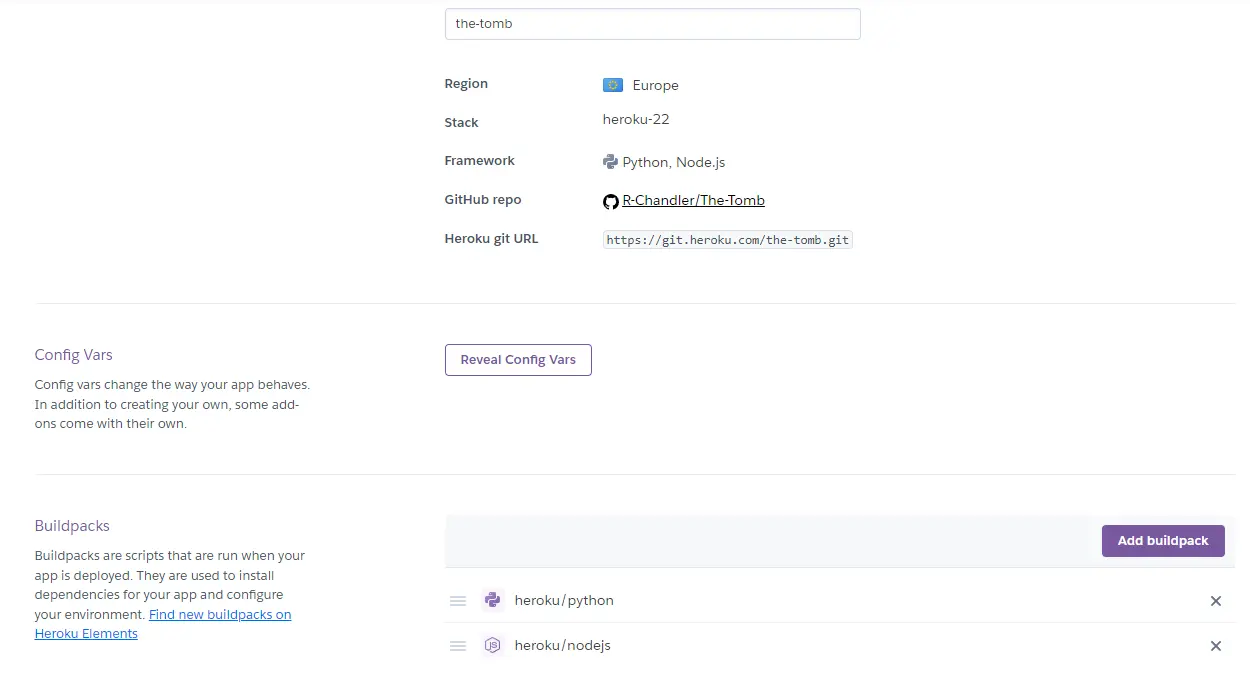 the-tomb
Region
Europe
Stack
heroku-22
Framework
Python, Node.js
GitHub repo
R-Chandler/The-Tomb
Heroku git URL
https://git.heroku.com/the-tomb.git
Config Vars
Config vars change the way your app behaves.
In addition to creating your own, some add-
ons come with their own.
Reveal Config Vars
Buildpacks
Buildpacks are scripts that are run when your
app is deployed. They are used to install
dependencies for your app and configure
your environment. Find new buildpacks on
Heroku Elements
Add buildpack
heroku/python
heroku/nodejs